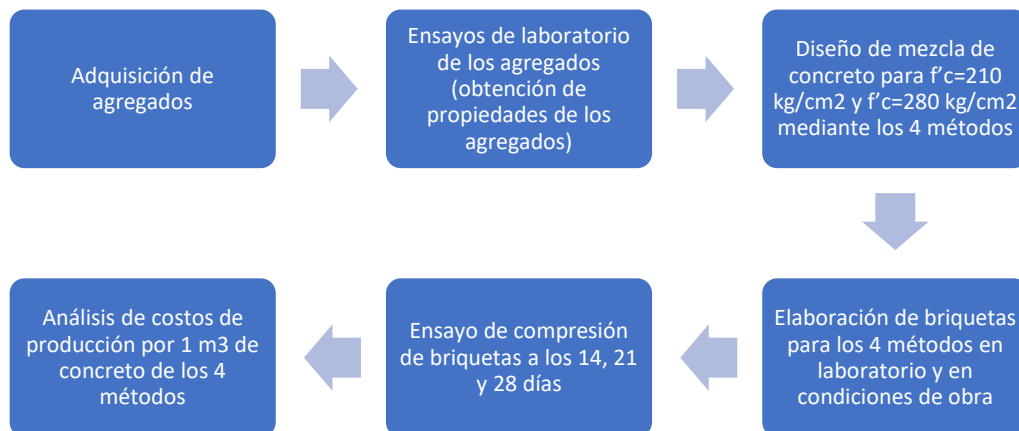 Adquisición de
agregados
Ensayos de laboratorio
de los agregados
(obtención de
propiedades de los
agregados)
Diseño de mezcla de
concreto para f’c=210
kg/cm2 y f’c=280 kg/cm2
mediante los 4 métodos
Elaboración de briquetas
para los 4 métodos en
laboratorio y en
condiciones de obra
Ensayo de compresión
de briquetas a los 14, 21
y 28 días
Análisis de costos de
producción por 1 m3 de
concreto de los 4
métodos